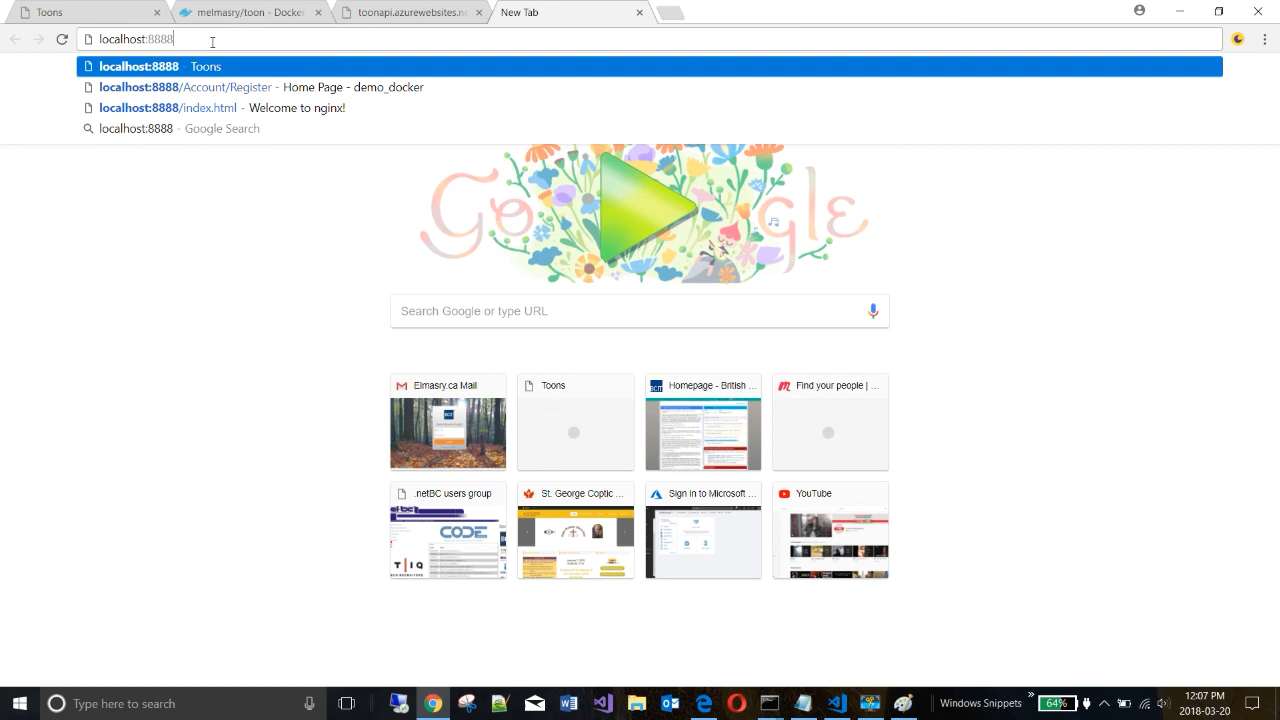 Toons
melmasry/toon - Docker
toonapi.azurewebsites.ne
New Tab
localhost:8888
localhost:8888 - Toons
localhost:8888/Account/Register - Home Page - demo_docker
localhost:8888/index.html - Welcome to nginx!
localhost:8888 - Google Search
Search Google or type URL
Elmasry.ca Mail
Toons
Homepage - British ...
Find your people | ...
.netBC users group
St. George Coptic ...
Sign in to Microsoft ...
YouTube
CODE
Type here to search
Windows Snippets
64%
12:07 PM
2018-03-20